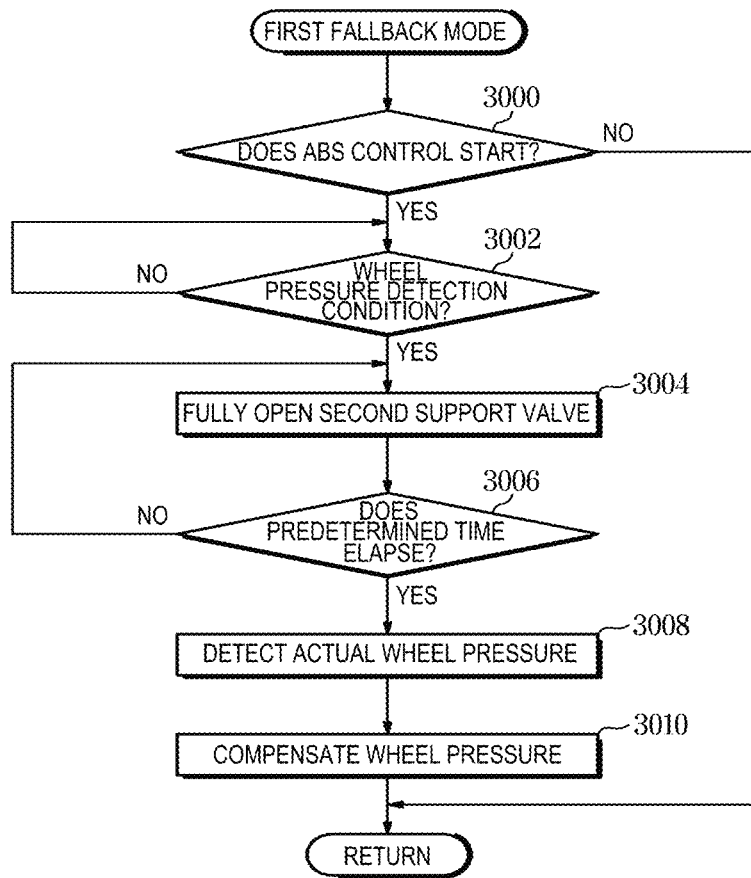 FIRST FALLBACK MODE
3000
DOES ABS CONTROL START?
NO
YES
3002
WHEEL
PRESSURE DETECTION
CONDITION?
NO
YES
3004
FULLY OPEN SECOND SUPPORT VALVE
3006
DOES
PREDETERMINED TIME
ELAPSE?
NO
YES
3008
DETECT ACTUAL WHEEL PRESSURE
3010
COMPENSATE WHEEL PRESSURE
RETURN